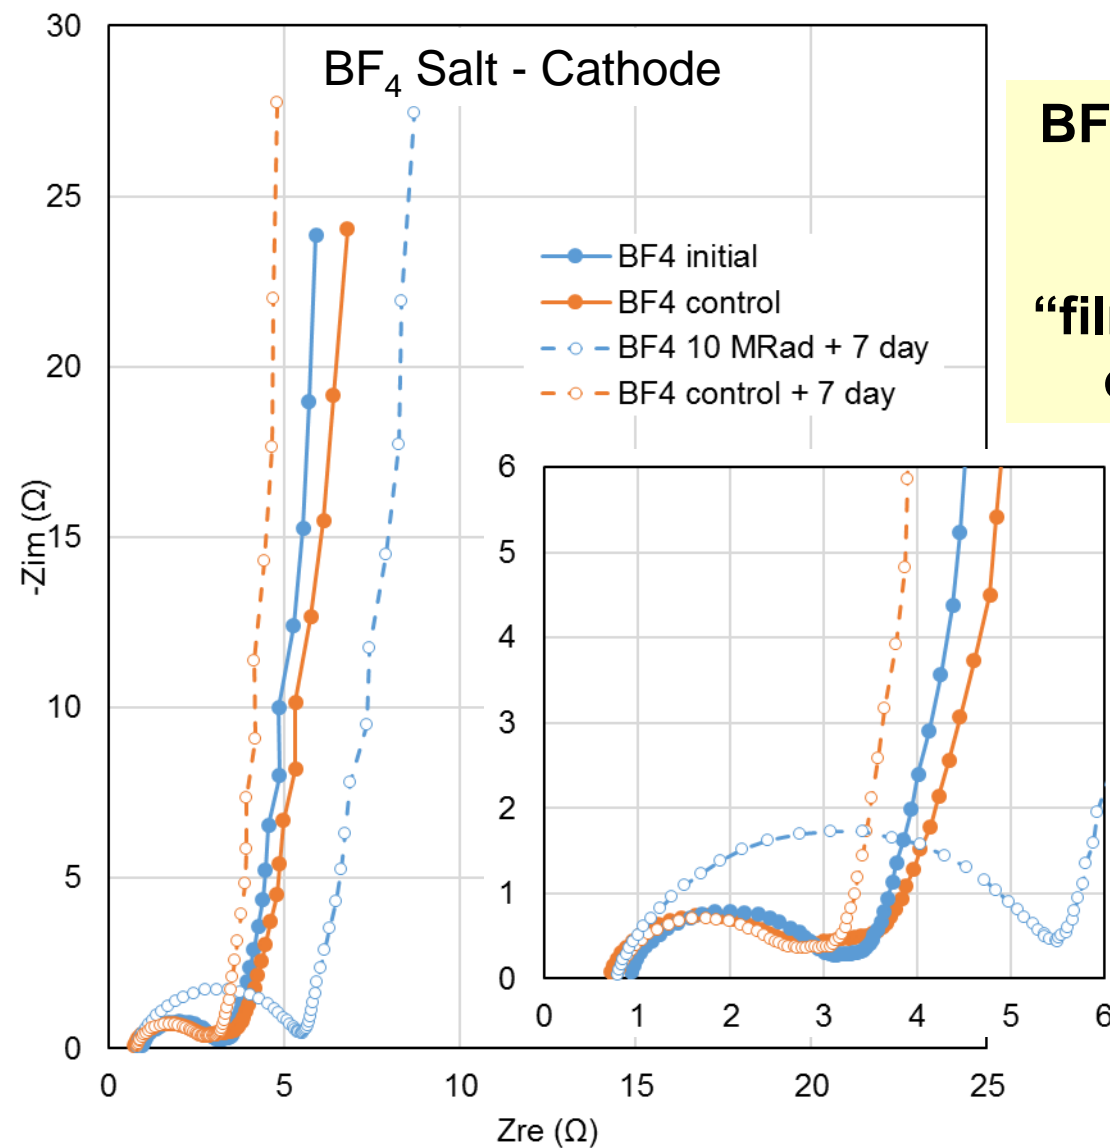 BF₄ Salt - Cathode
30
25
20
15
10
5
0
-Zim (Ω)
BF4 initial
BF4 control
BF4 10 MRad + 7 day
BF4 control + 7 day
6
5
4
3
2
1
0
0 1 2 3 4 5 6
0 5 10 15 20 25
Zre (Ω)
BF